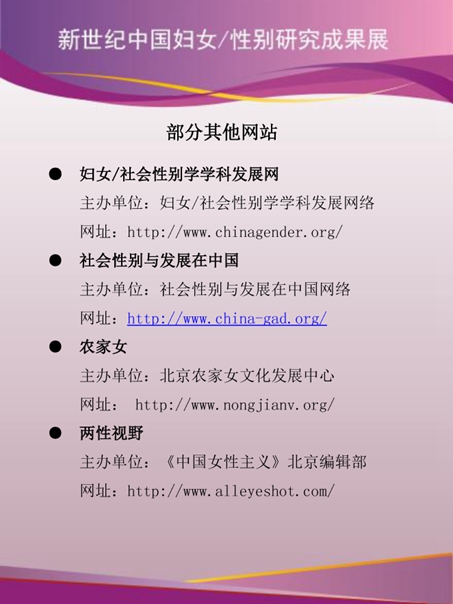 新世纪中国妇女/性别研究成果展
部分其他网站
● 妇女/社会性别学学科发展网
主办单位：妇女/社会性别学学科发展网络
网址：http://www.chinagender.org/
● 社会性别与发展在中国
主办单位：社会性别与发展在中国网络
网址：http://www.china-gad.org/
● 农家女
主办单位：北京农家女文化发展中心
网址： http://www.nongjianv.org/
● 两性视野
主办单位：《中国女性主义》北京编辑部
网址：http://www.alleyeshot.com/